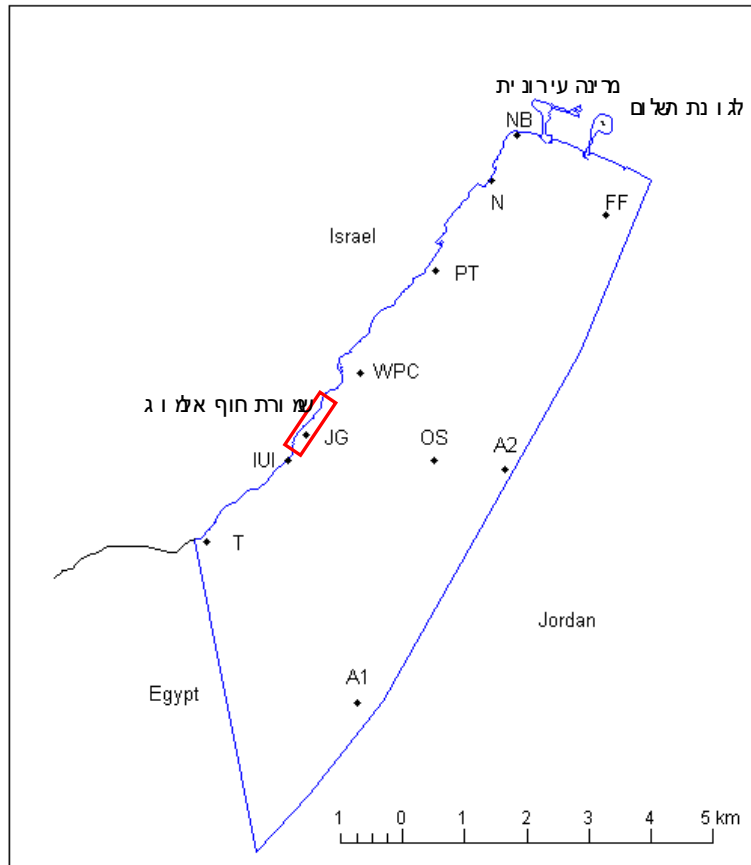 מרינה עירונית
לגונת תשלום
NB
N
FF
Israel
PT
WPC
שמורת חוף אלמוג
JG
OS
A2
IUI
T
Jordan
A1
Egypt
1 0 1 2 3 4 5 km